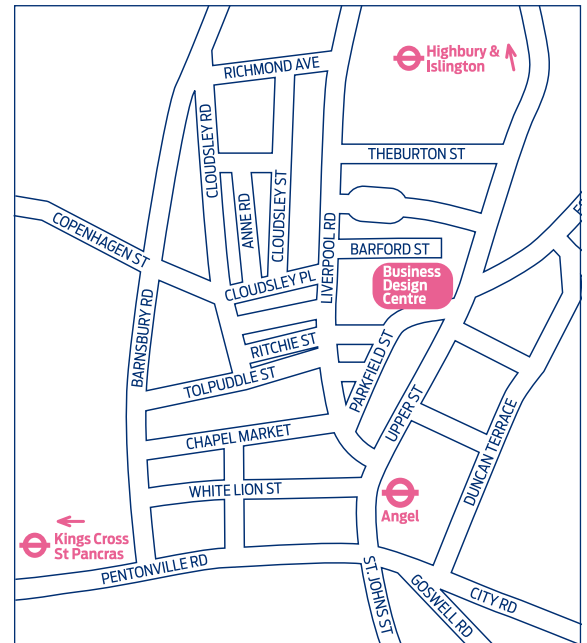 Highbury &
Islington
RICHMOND AVE
THEBURTON ST
CLOUDSLEY RD
ANNE RD
CLOUDSLEY ST
LIVERPOOL RD
COPENHAGEN ST
BARFORD ST
Business
Design
Centre
CLOUDSLEY PL
BARNSBURY RD
RITCHIE ST
PARKFIELD ST
TOLPUDDLE ST
UPPER ST
CHAPEL MARKET
DUNCAN TERRACE
WHITE LION ST
Angel
Kings Cross
St Pancras
PENTONVILLE RD
ST. JOHNS ST
GOSWELL RD
CITY RD